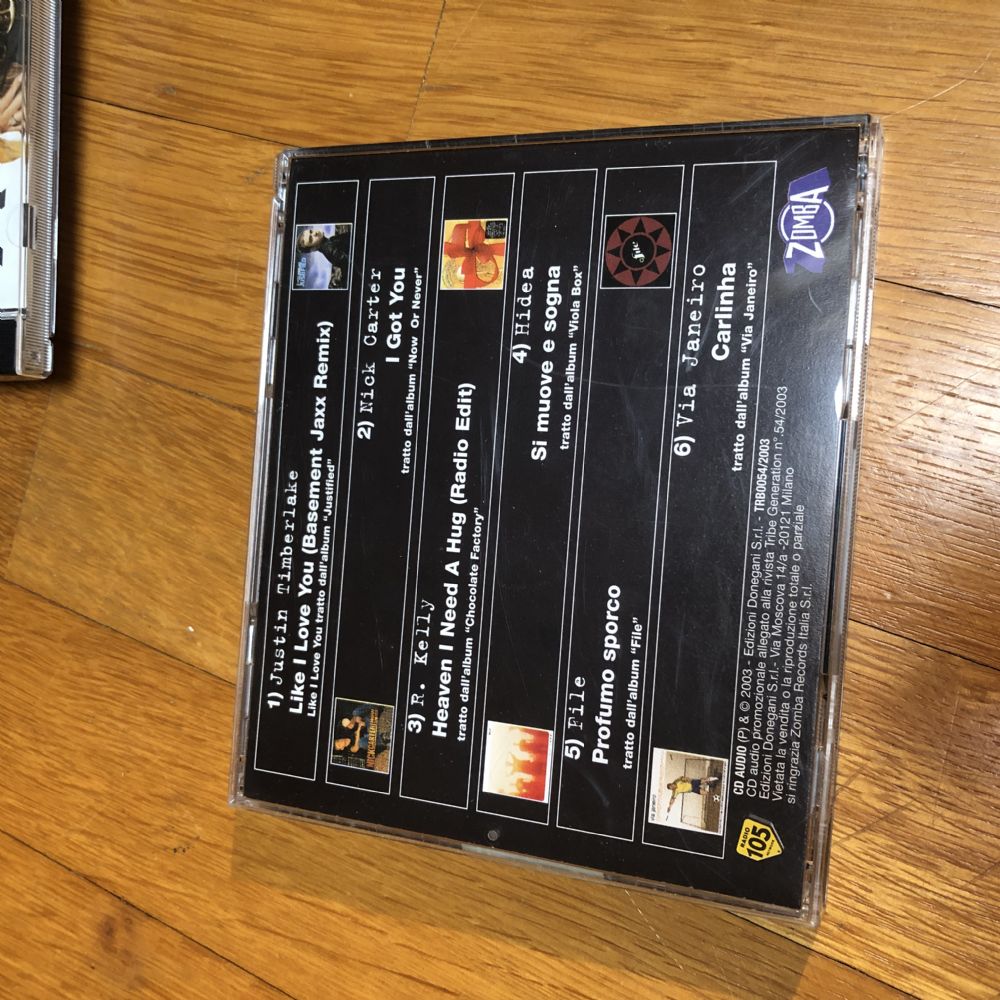 1) Justin Timberlake
Like I Love You (Basement Jaxx Remix)
Like I Love You tratto dall'album "Justified"
2) Nick Carter
I Got You
tratto dall'album "Now Or Never"
3) R. Kelly
Heaven I Need A Hug (Radio Edit)
tratto dall'album "Chocolate Factory"
4) Hidea
Si muove e sogna
tratto dall'album "Viola Box"
5) File
Profumo sporco
tratto dall'album "File"
6) Via Janeiro
Carlinha
tratto dall'album "Via Janeiro"
CD AUDIO (P) & © 2003 - Edizioni Donegani S.r.l. - TRB0054/2003
CD audio promozionale allegato alla rivista Tribe Generation n°.54/2003
Edizioni Donegani S.r.l.- Via Moscova 14/a -20121 Milano
Vietata la vendita o la riproduzione totale o parziale
si ringrazia Zomba Records Italia S.r.l.
RADIO
105
ZOMBA
NICKCARTER
File
via janeiro